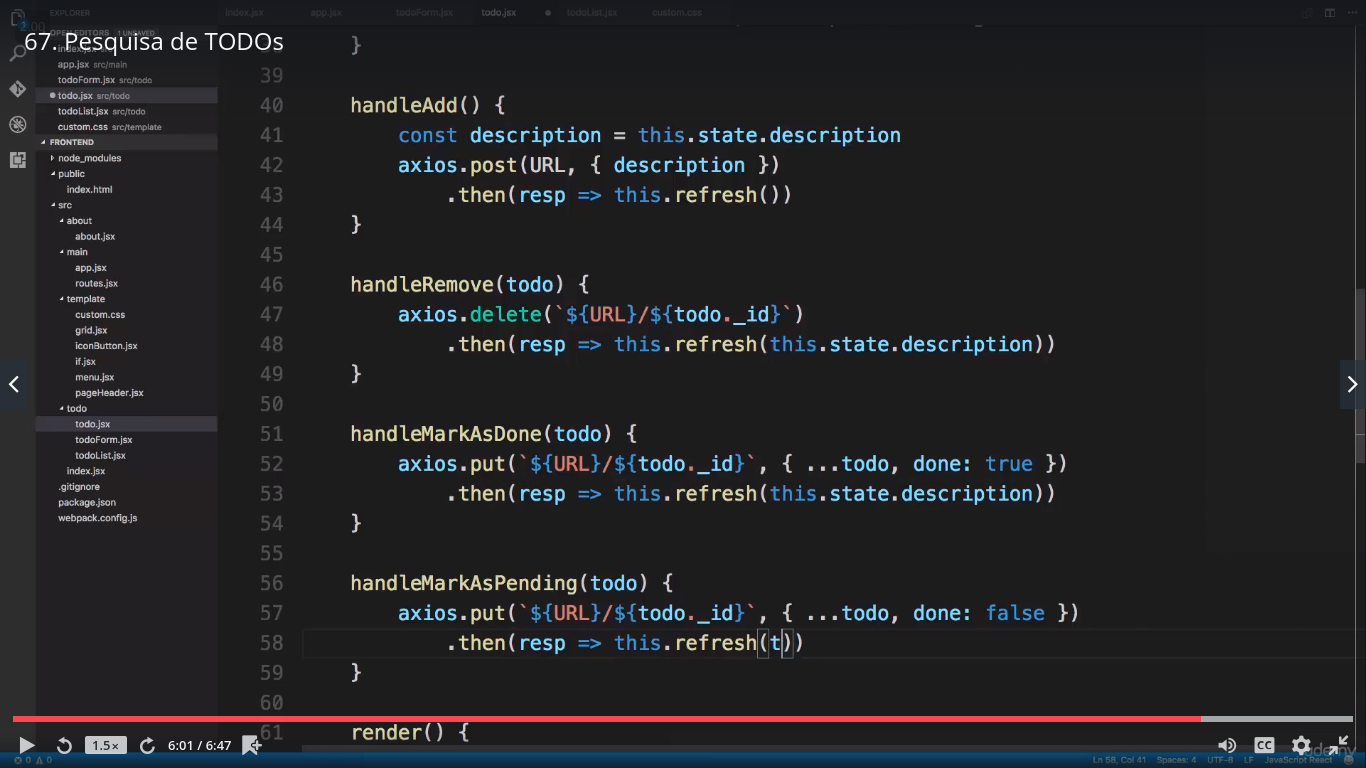 EXPLORER
index.jsx
app.jsx
todoForm.jsx
todo.jsx
todoList.jsx
custom.css
67. Pesquisa de TODOs
OPEN EDITORS 1 UNSAVED
app.jsx src/main
todoForm.jsx src/todo
todo.jsx src/todo
todoList.jsx src/todo
custom.css src/template
FRONTEND
node_modules
public
index.html
src
about
about.jsx
main
app.jsx
routes.jsx
template
custom.css
grid.jsx
iconButton.jsx
if.jsx
menu.jsx
pageHeader.jsx
todo
todo.jsx
todoForm.jsx
todoList.jsx
index.jsx
.gitignore
package.json
webpack.config.js
}
39
40 handleAdd() {
41 const description = this.state.description
42 axios.post(URL, { description })
43 .then(resp => this.refresh())
44 }
45
46 handleRemove(todo) {
47 axios.delete(`${URL}/${todo._id}`)
48 .then(resp => this.refresh(this.state.description))
49 }
50
51 handleMarkAsDone(todo) {
52 axios.put(`${URL}/${todo._id}`, { ...todo, done: true })
53 .then(resp => this.refresh(this.state.description))
54 }
55
56 handleMarkAsPending(todo) {
57 axios.put(`${URL}/${todo._id}`, { ...todo, done: false })
58 .then(resp => this.refresh(t))
59 }
60
61 render() {
1.5×
6:01 / 6:47
CC
udemy
0 0
Ln 58, Col 41 Spaces: 4 UTF-8 LF JavaScript React